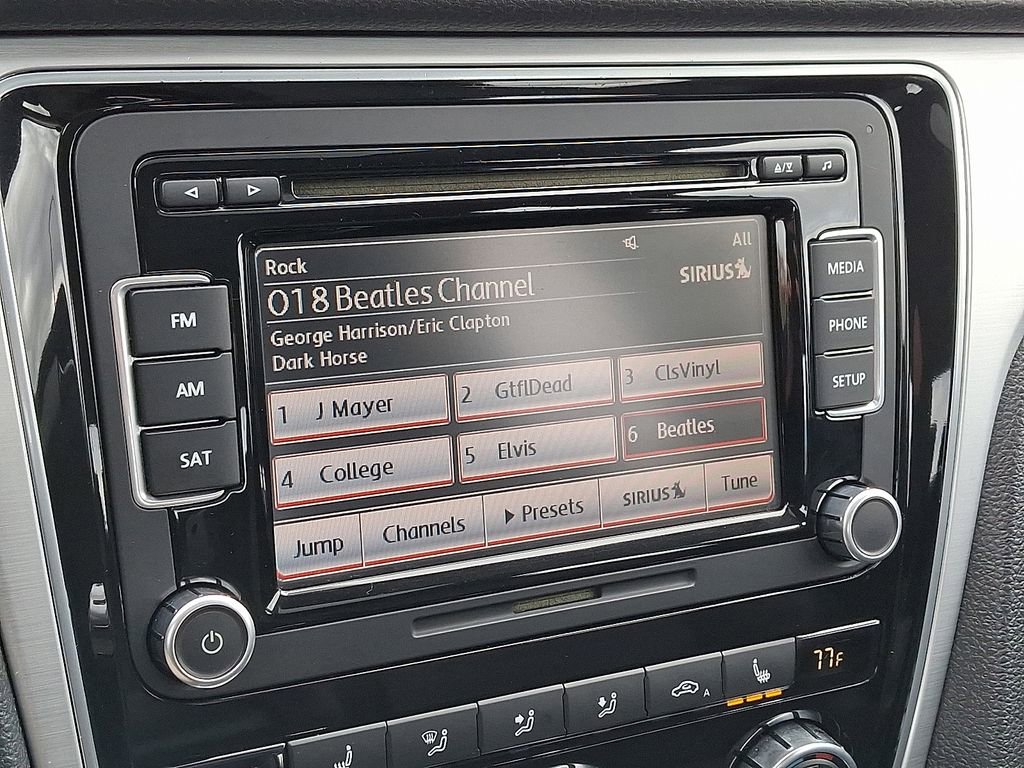 All
Rock
SIRIUS
018 Beatles Channel
George Harrison/Eric Clapton
Dark Horse
1 J Mayer 2 GtflDead 3 ClsVinyl
4 College 5 Elvis 6 Beatles
Jump Channels Presets SIRIUS Tune
FM
AM
SAT
MEDIA
PHONE
SETUP
77F
A